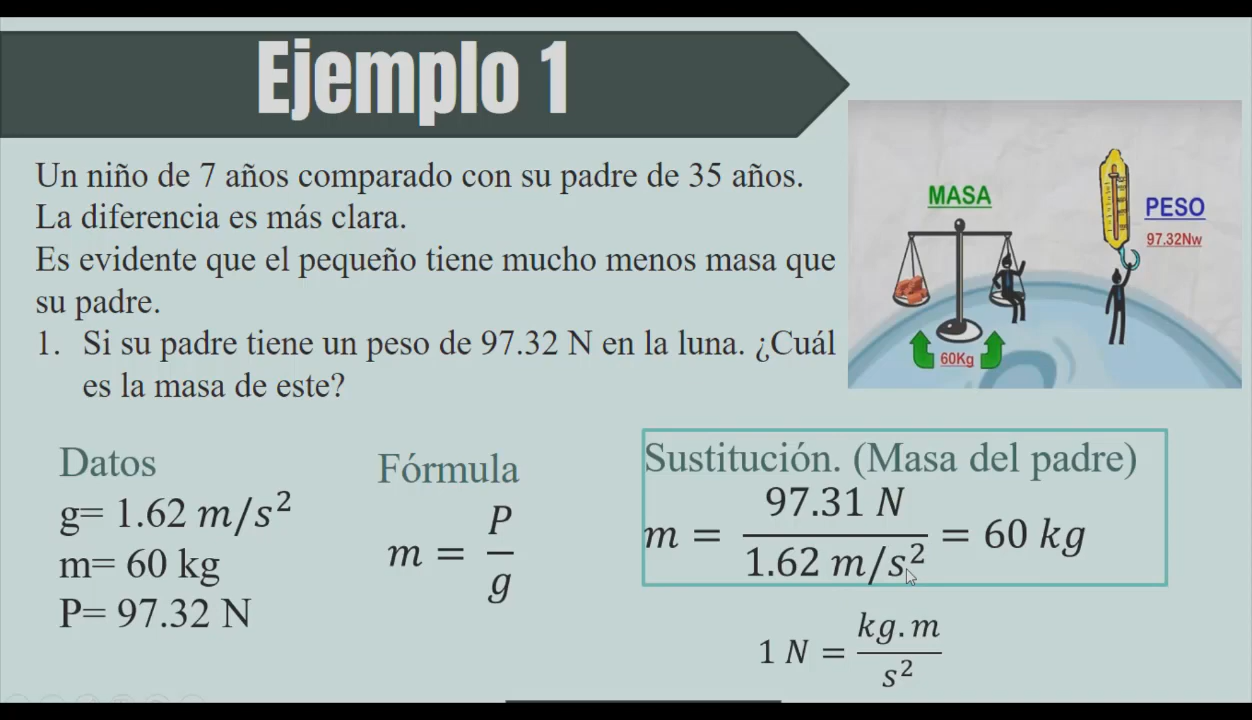 Ejemplo 1
Un niño de 7 años comparado con su padre de 35 años.
La diferencia es más clara.
Es evidente que el pequeño tiene mucho menos masa que
su padre.
1. Si su padre tiene un peso de 97.32 N en la luna. ¿Cuál
es la masa de este?
MASA
PESO
97.32Nw
60Kg
Datos
g= 1.62 m/s²
m= 60 kg
P= 97.32 N
Fórmula
m = P/g
Sustitución. (Masa del padre)
m = 97.31 N / 1.62 m/s² = 60 kg
1 N = kg.m/s²